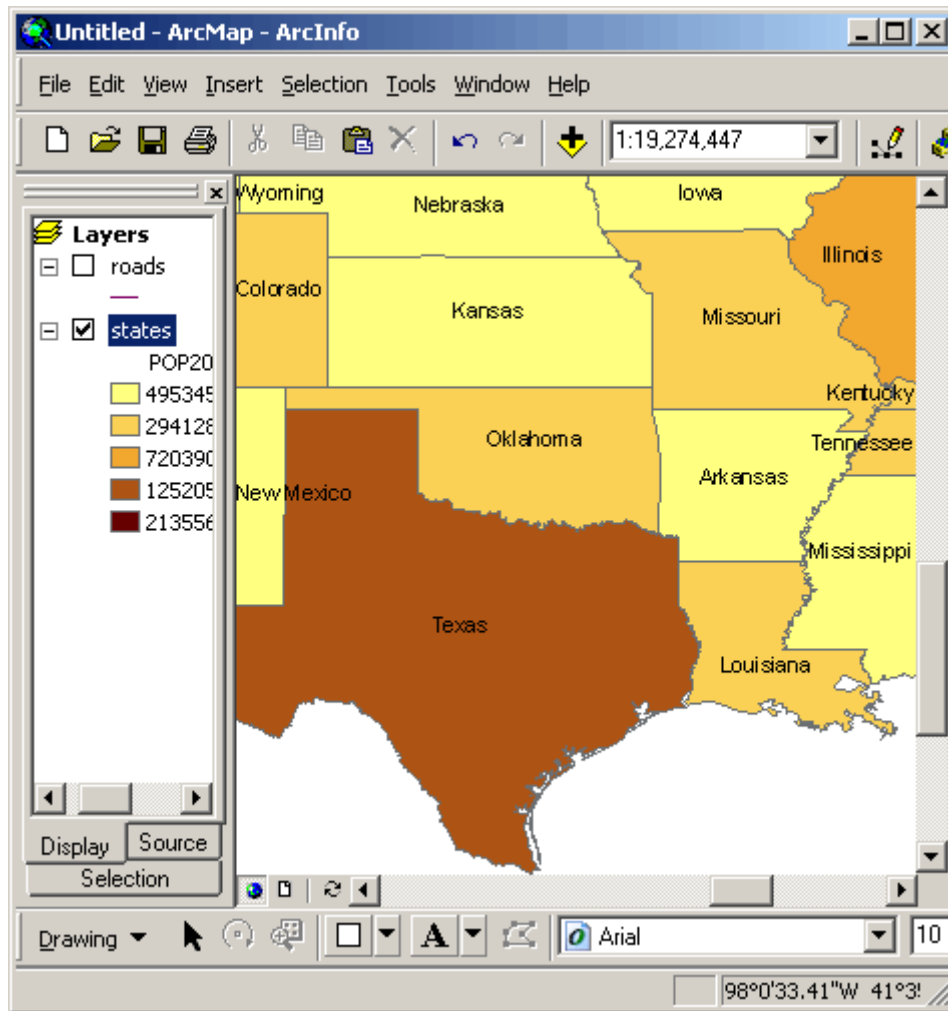 Untitled - ArcMap - ArcInfo
File Edit View Insert Selection Tools Window Help
1:19,274,447
Layers
roads
states
POP20
495345
294128
720390
125205
213556
Display Source
Selection
Wyoming
Nebraska
Iowa
Illinois
Colorado
Kansas
Missouri
Kentucky
Oklahoma
Tennessee
Arkansas
New Mexico
Mississippi
Texas
Louisiana
Drawing
A
Arial
10
98°0'33.41"W 41°3